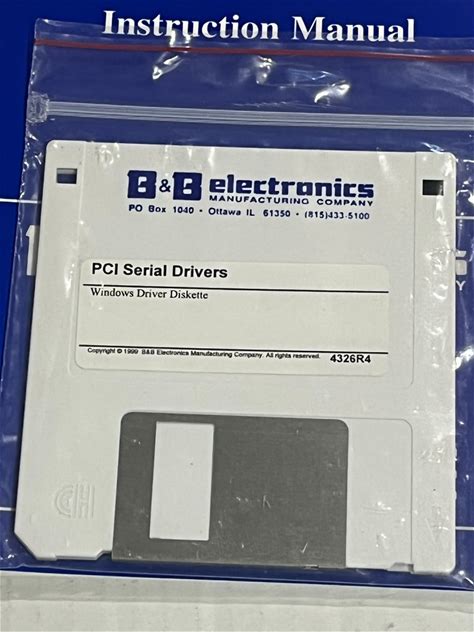 Instruction Manual
B&B electronics
MANUFACTURING COMPANY
PO Box 1040 • Ottawa IL 61350 • (815)433-5100
PCI Serial Drivers
Windows Driver Diskette
Copyright © 1999 B&B Electronics Manufacturing Company. All rights reserved. 4326R4